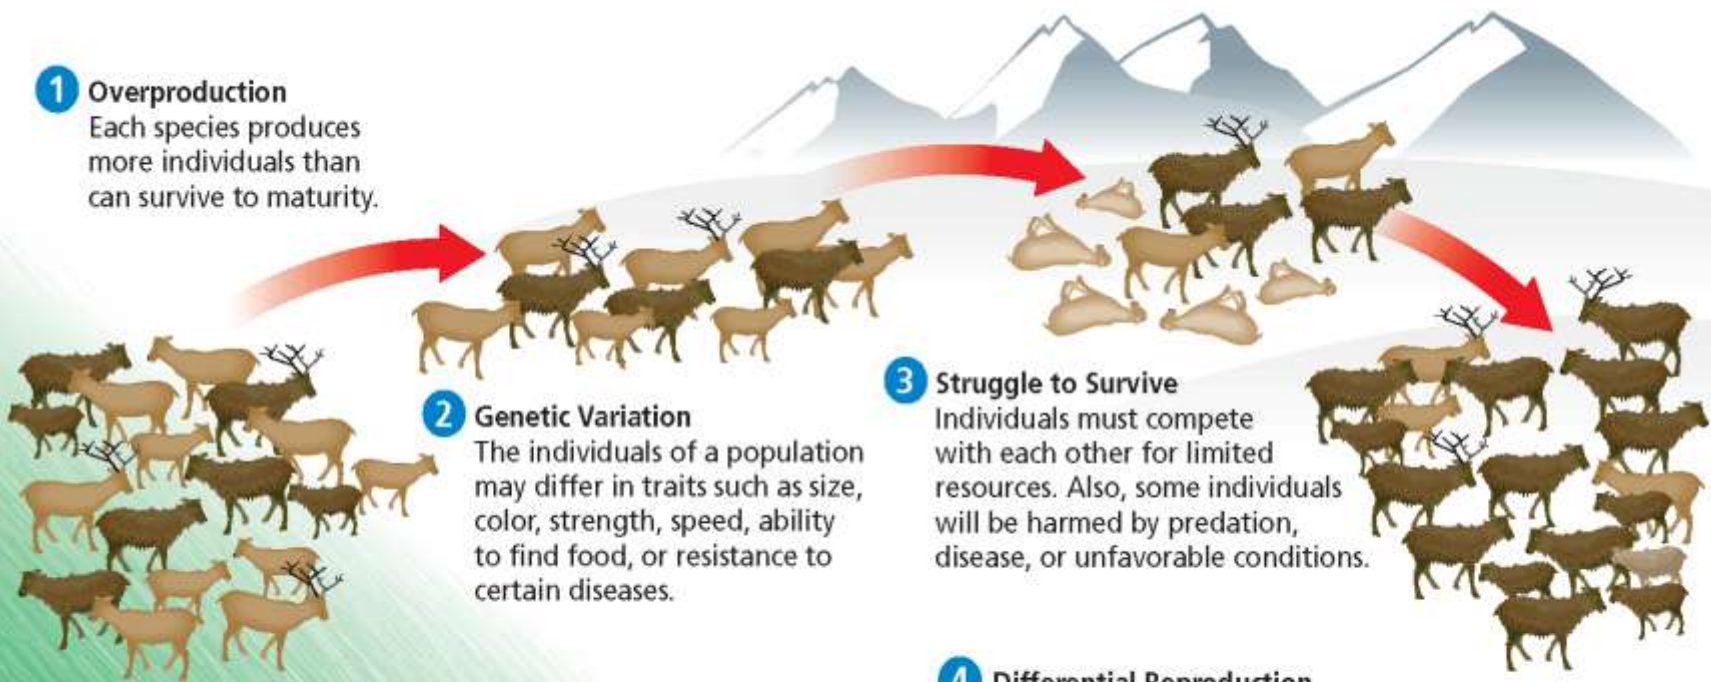 1 Overproduction
Each species produces
more individuals than
can survive to maturity.
2 Genetic Variation
The individuals of a population
may differ in traits such as size,
color, strength, speed, ability
to find food, or resistance to
certain diseases.
3 Struggle to Survive
Individuals must compete
with each other for limited
resources. Also, some individuals
will be harmed by predation,
disease, or unfavorable conditions.
4 Differential Reproduction